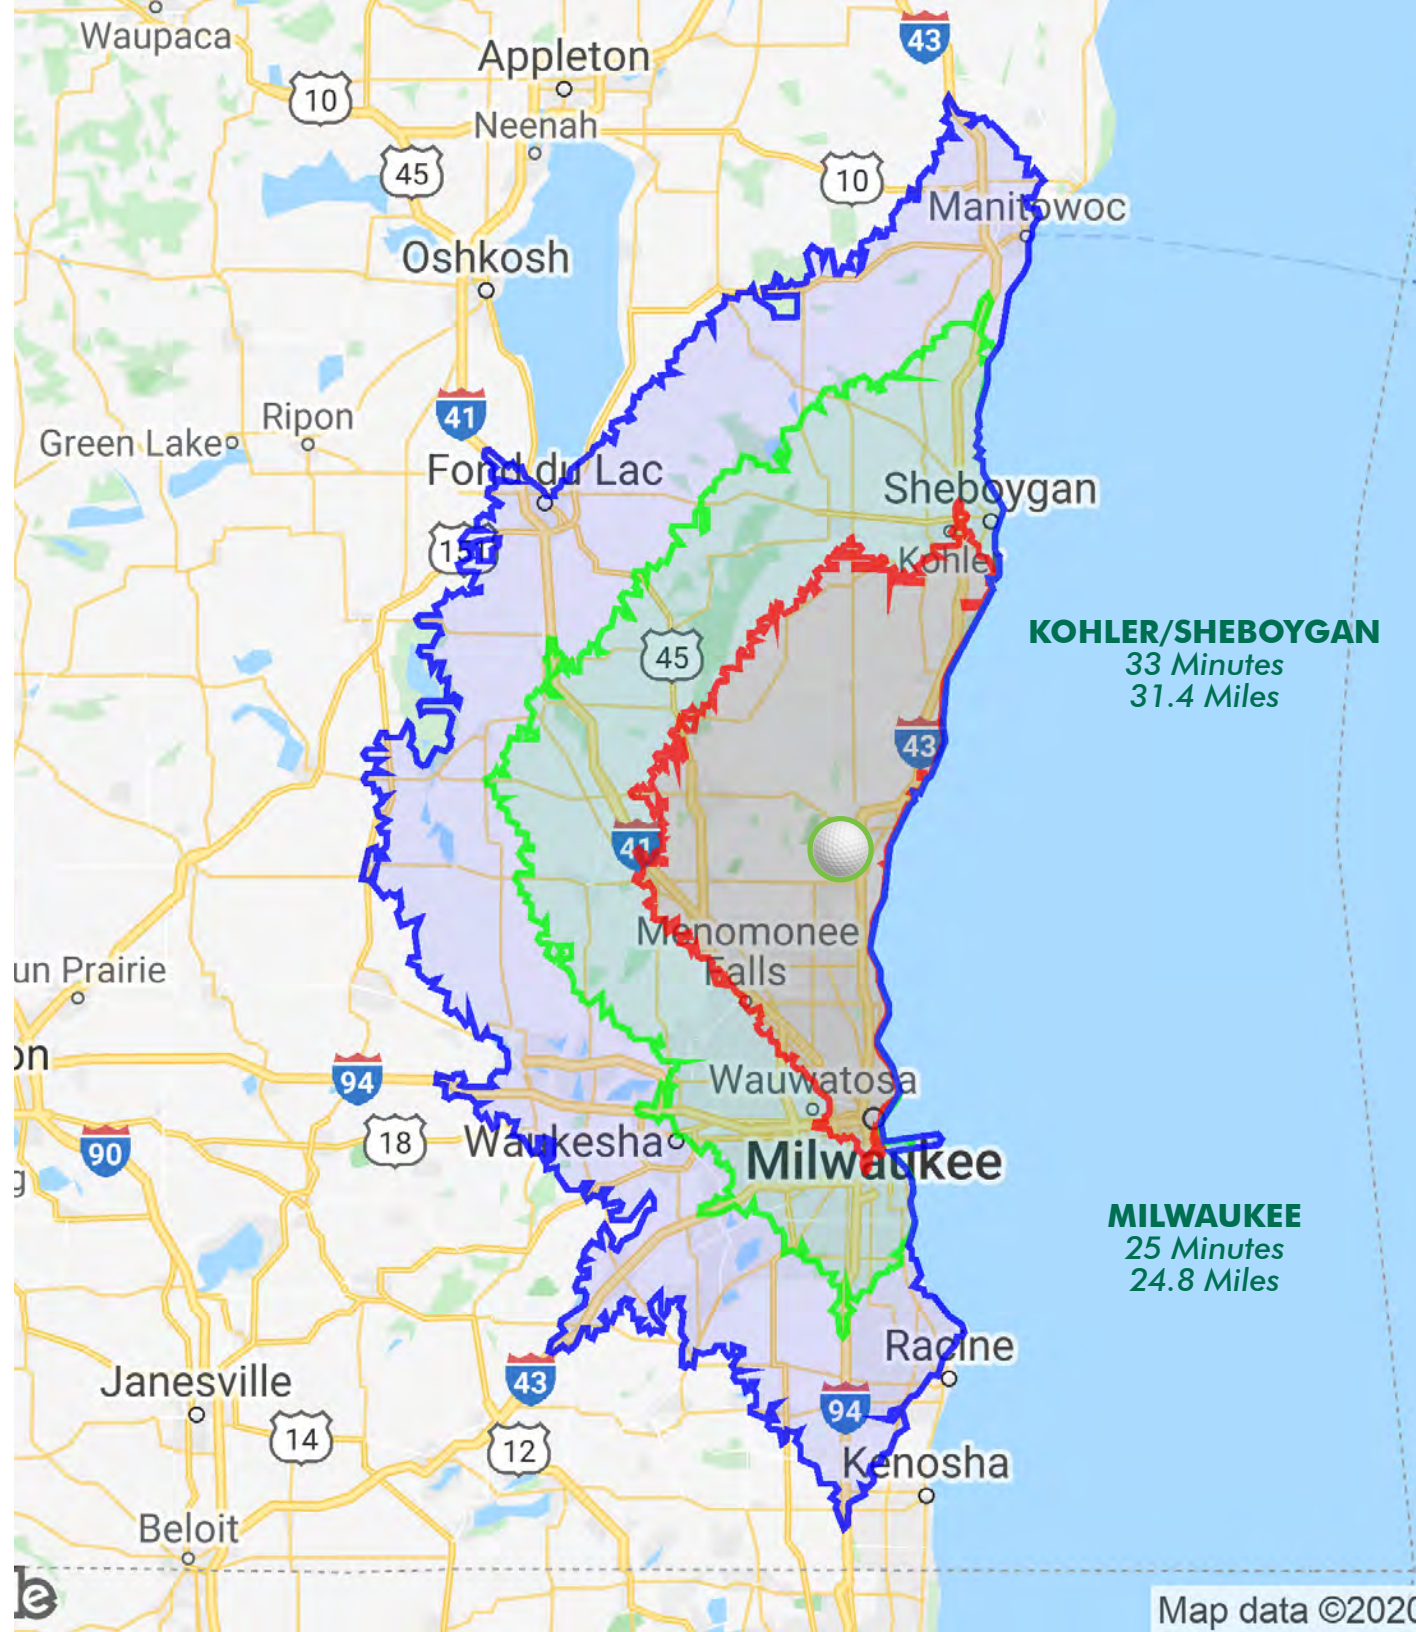 Waupaca
43
Appleton
10
Neenah
45
10
Manitowoc
Oshkosh
41
Ripon
Green Lake
Fond du Lac
Sheboygan
151
Kohler
KOHLER/SHEBOYGAN
33 Minutes
31.4 Miles
45
43
41
Menomonee
Falls
un Prairie
on
94
Wauwatosa
18
Waukesha
90
Milwaukee
g
MILWAUKEE
25 Minutes
24.8 Miles
Racine
43
Janesville
94
14
12
Kenosha
Beloit
le
Map data ©2020